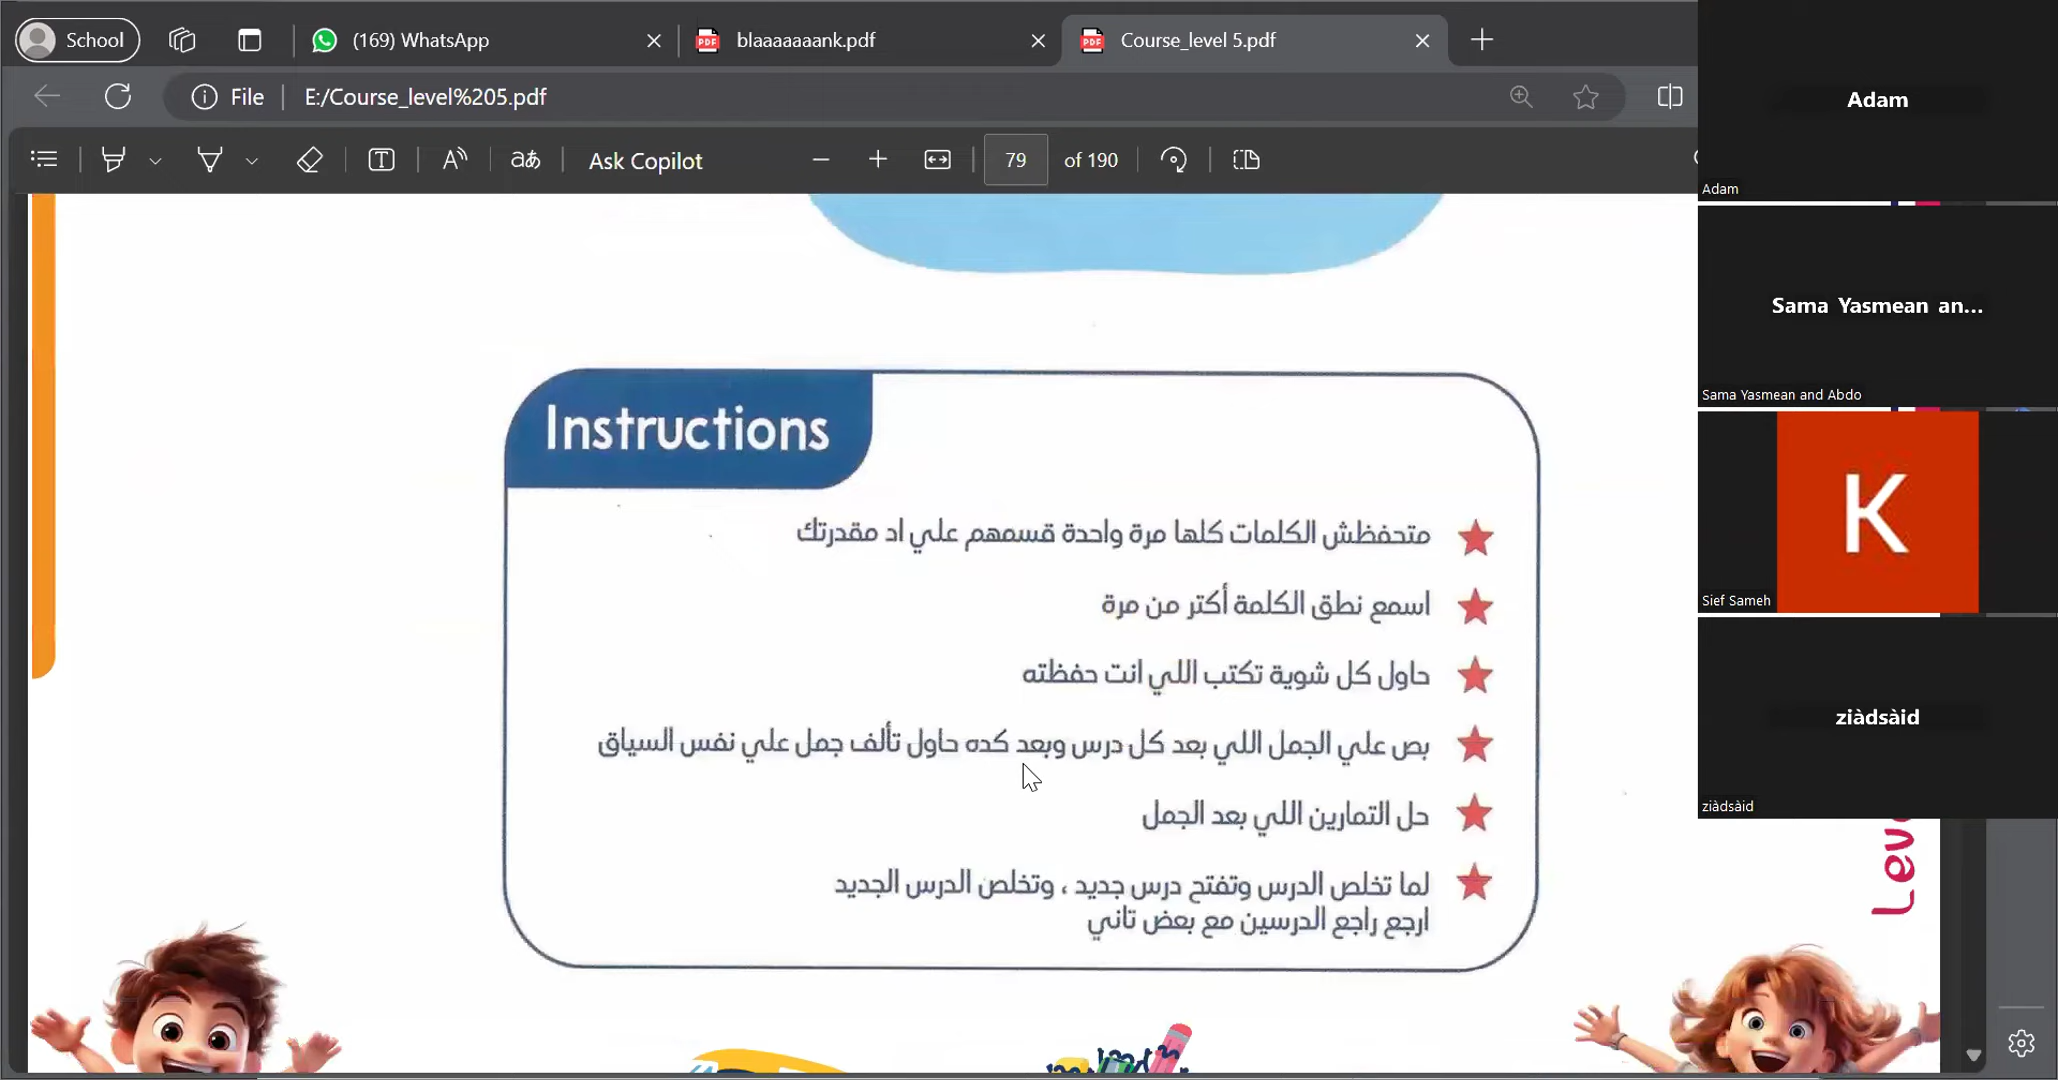 School
(169) WhatsApp
blaaaaaaank.pdf
Course_level 5.pdf
File
E:/Course_level%205.pdf
Ask Copilot
79
of 190
Instructions
متحفظش الكلمات كلها مرة واحدة قسمهم علي اد مقدرتك
اسمع نطق الكلمة أكتر من مرة
حاول كل شوية تكتب اللي انت حفظته
بص علي الجمل اللي بعد كل درس وبعد كده حاول تألف جمل علي نفس السياق
حل التمارين اللي بعد الجمل
لما تخلص الدرس وتفتح درس جديد ، وتخلص الدرس الجديد
ارجع راجع الدرسين مع بعض تاني
Adam
Adam
Sama Yasmean an...
Sama Yasmean and Abdo
K
Sief Sameh
ziàdsàid
ziàdsàid